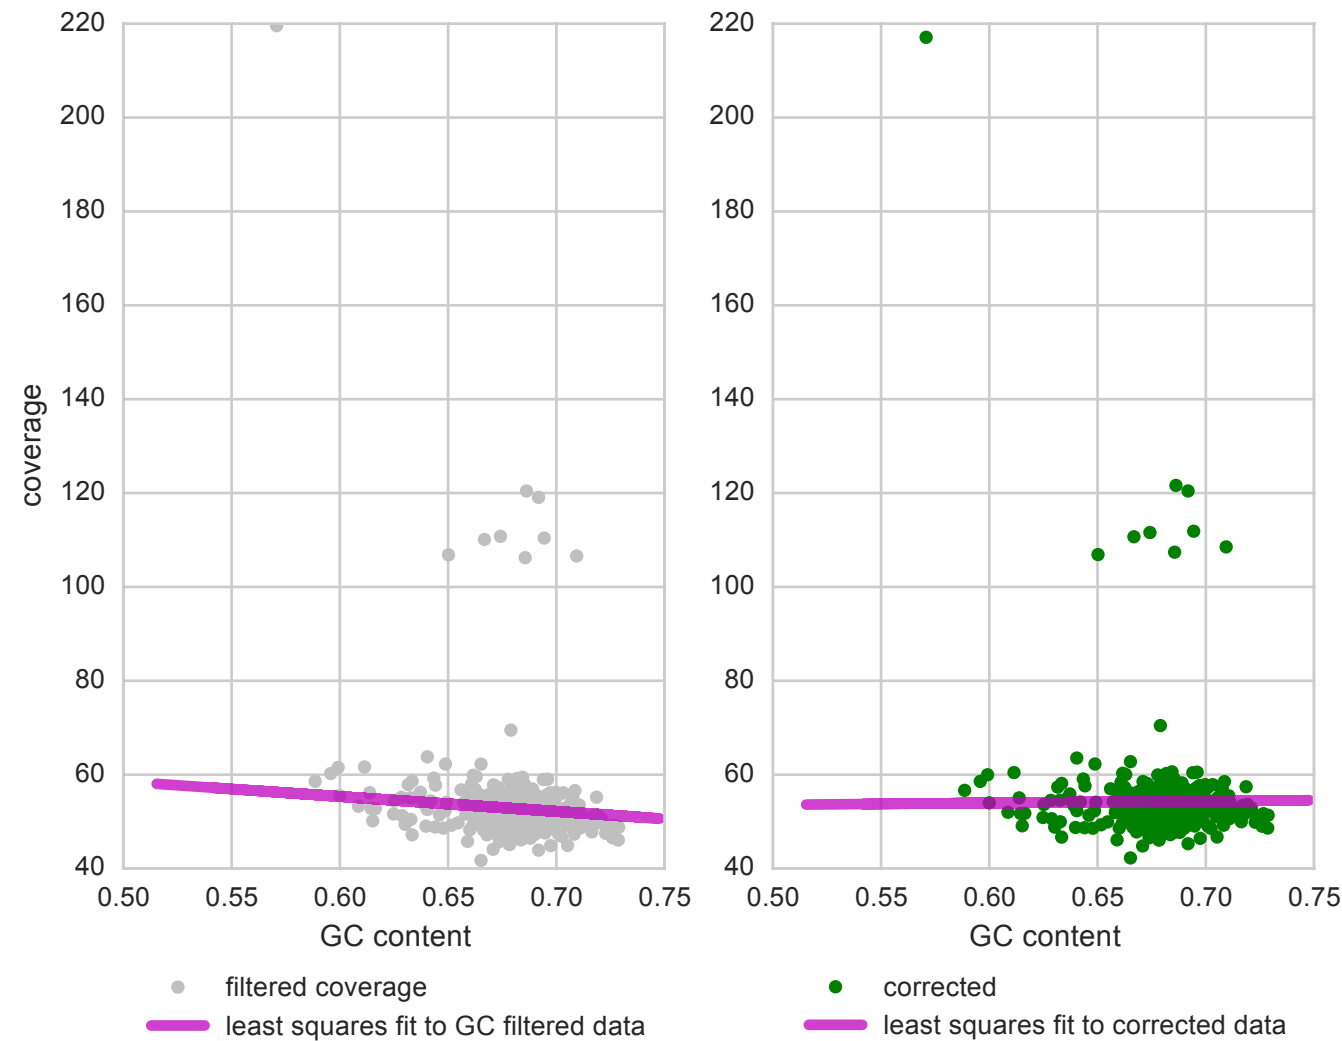 220
200
180
160
140
120
100
80
60
40
coverage
0.50 0.55 0.60 0.65 0.70 0.75
GC content
filtered coverage
least squares fit to GC filtered data
220
200
180
160
140
120
100
80
60
40
0.50 0.55 0.60 0.65 0.70 0.75
GC content
corrected
least squares fit to corrected data